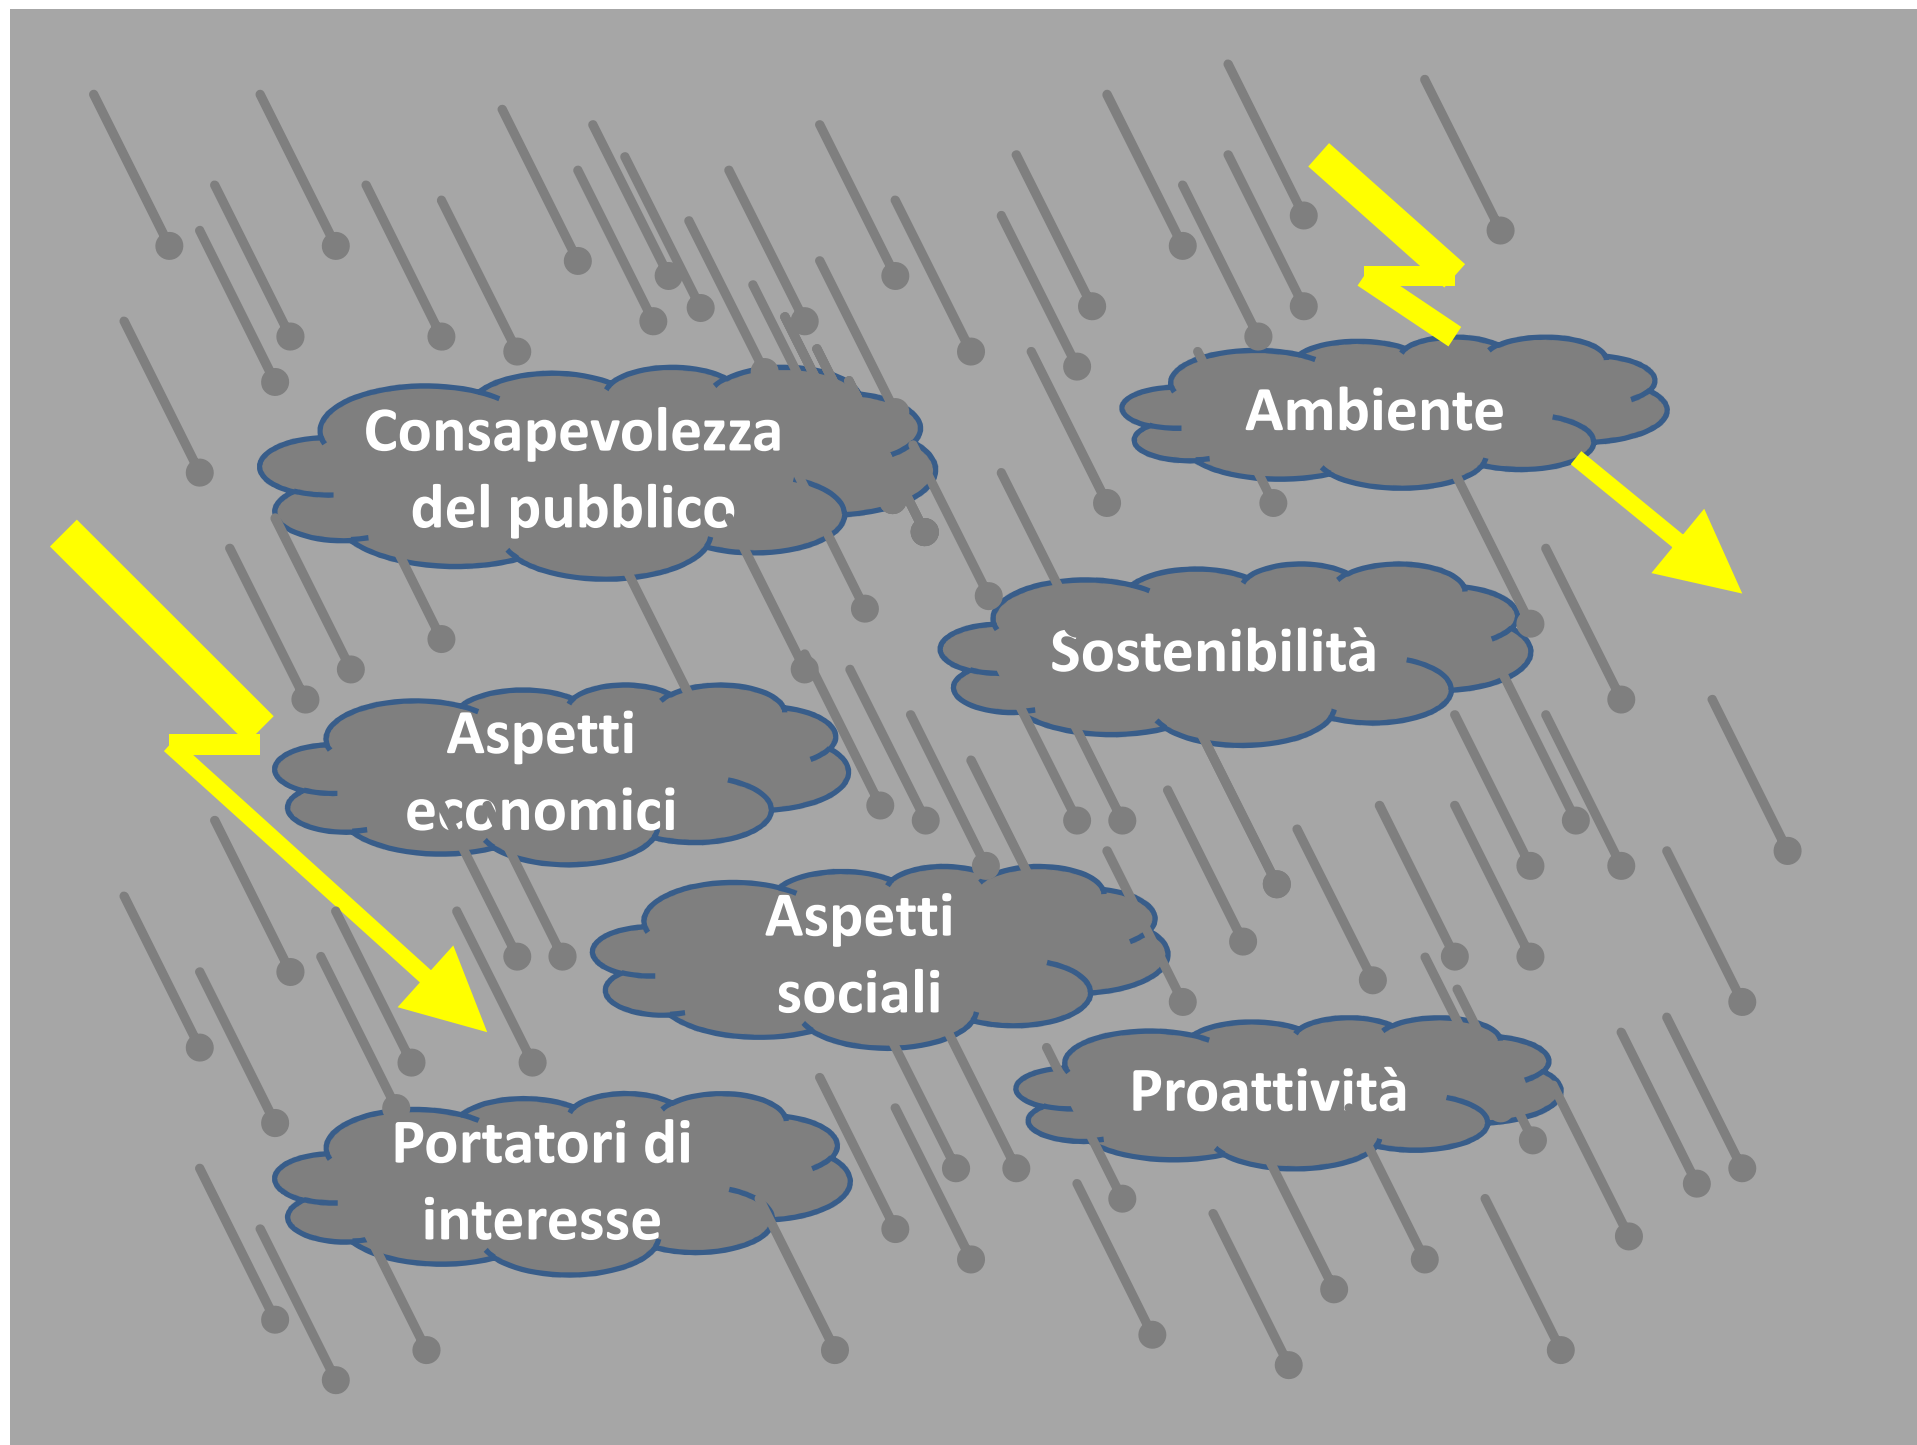 Ambiente
Consapevolezza
del pubblico
Sostenibilità
Aspetti
economici
Aspetti
sociali
Proattività
Portatori di
interesse